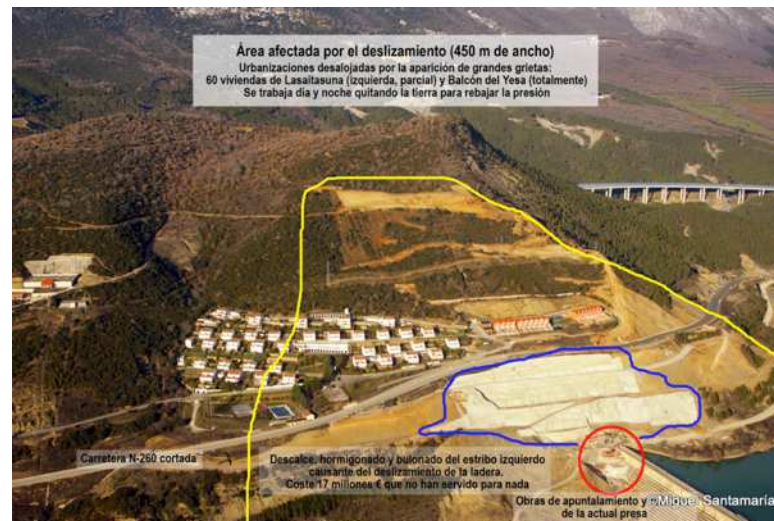 Área afectada por el deslizamiento (450 m de ancho)
Urbanizaciones desalojadas por la aparición de grandes grietas:
60 viviendas de Lasaitasuna (izquierda, parcial) y Balcón del Yesa (totalmente)
Se trabaja día y noche quitando la tierra para rebajar la presión
Carretera N-260 cortada
Descalce, hormigonado y bulonado del estribo izquierdo
causante del deslizamiento de la ladera.
Coste 17 millones € que no han servido para nada
Obras de apuntalamiento y
de la actual presa
©Miguel Santamaría